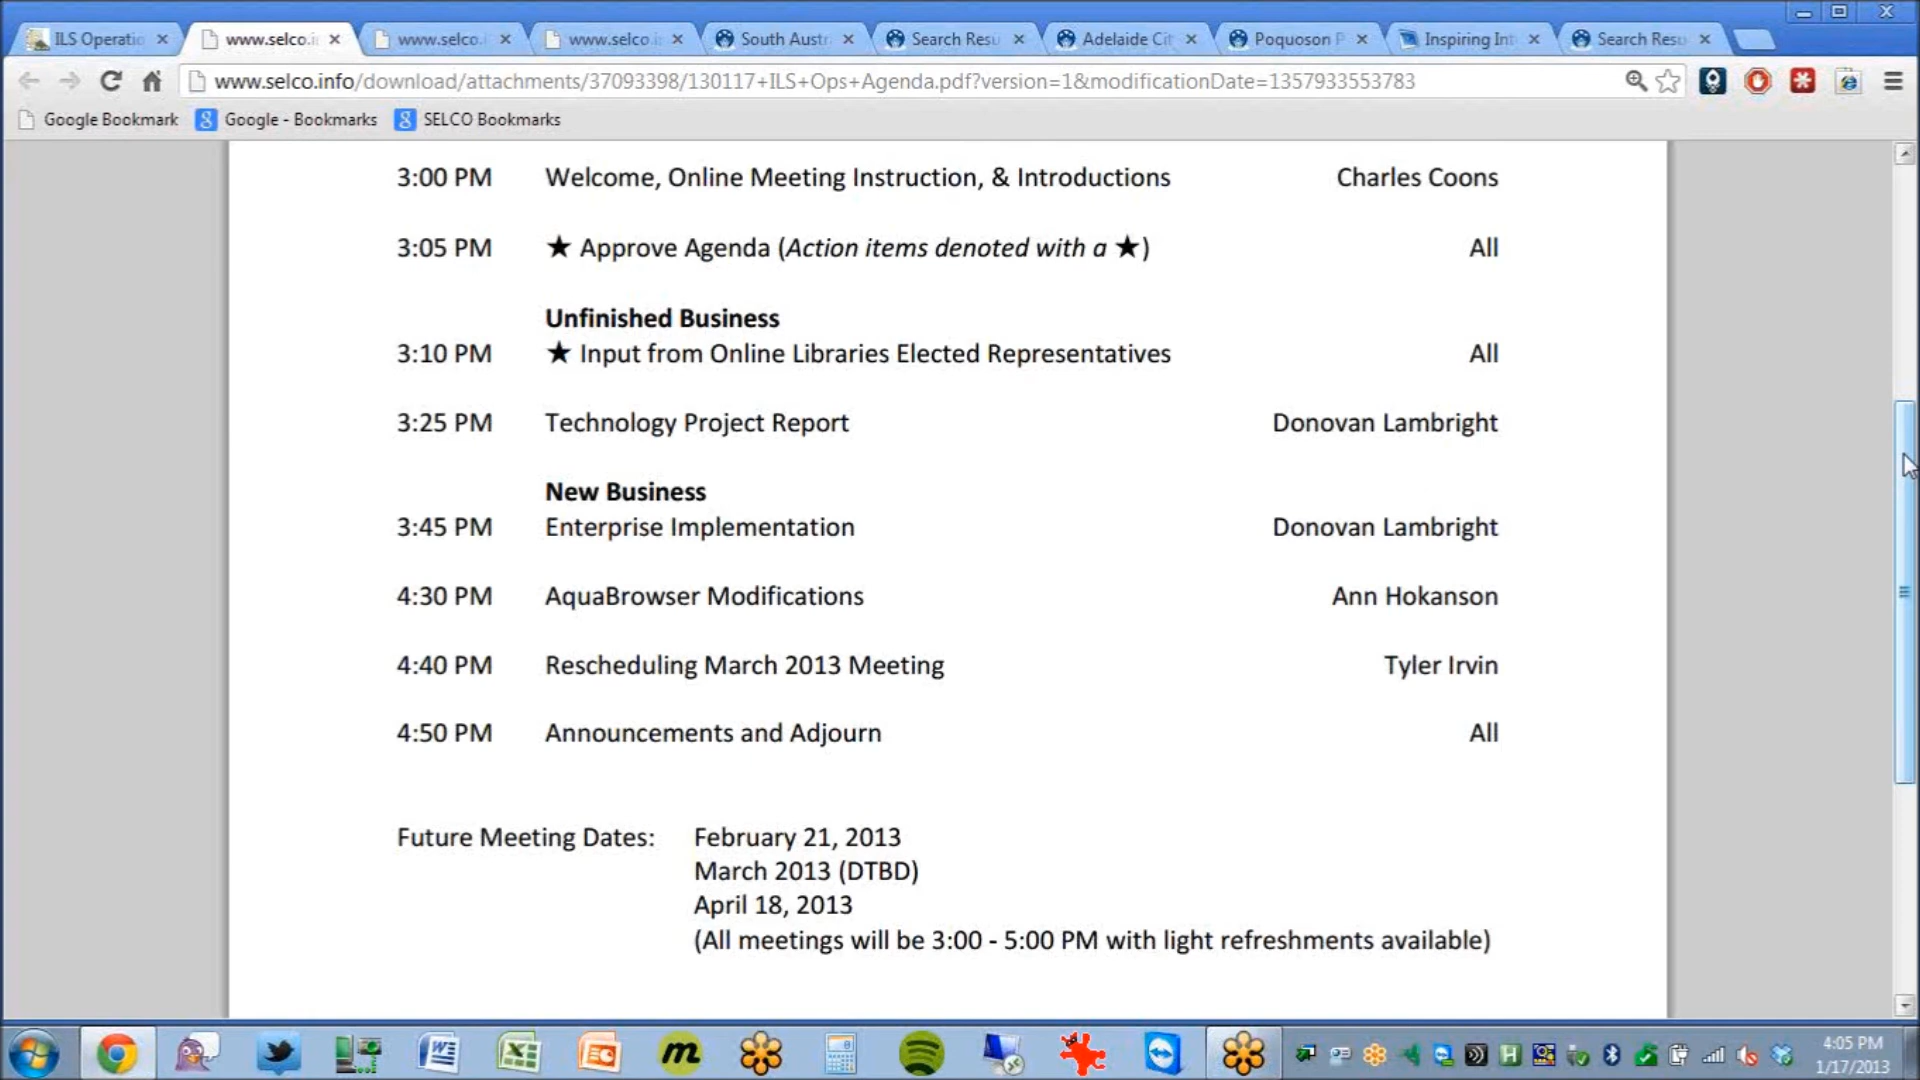 ILS Operatio
www.selco.i
www.selco.
www.selco.i
South Austr
Search Resu
Adelaide Cit
Poquoson P
Inspiring Int
Search Resu
www.selco.info/download/attachments/37093398/130117+ILS+Ops+Agenda.pdf?version=1&modificationDate=1357933553783
Google Bookmark
Google - Bookmarks
SELCO Bookmarks
3:00 PM Welcome, Online Meeting Instruction, & Introductions Charles Coons
3:05 PM ★ Approve Agenda (Action items denoted with a ★) All
Unfinished Business
3:10 PM ★ Input from Online Libraries Elected Representatives All
3:25 PM Technology Project Report Donovan Lambright
New Business
3:45 PM Enterprise Implementation Donovan Lambright
4:30 PM AquaBrowser Modifications Ann Hokanson
4:40 PM Rescheduling March 2013 Meeting Tyler Irvin
4:50 PM Announcements and Adjourn All
Future Meeting Dates: February 21, 2013
March 2013 (DTBD)
April 18, 2013
(All meetings will be 3:00 - 5:00 PM with light refreshments available)
4:05 PM
1/17/2013